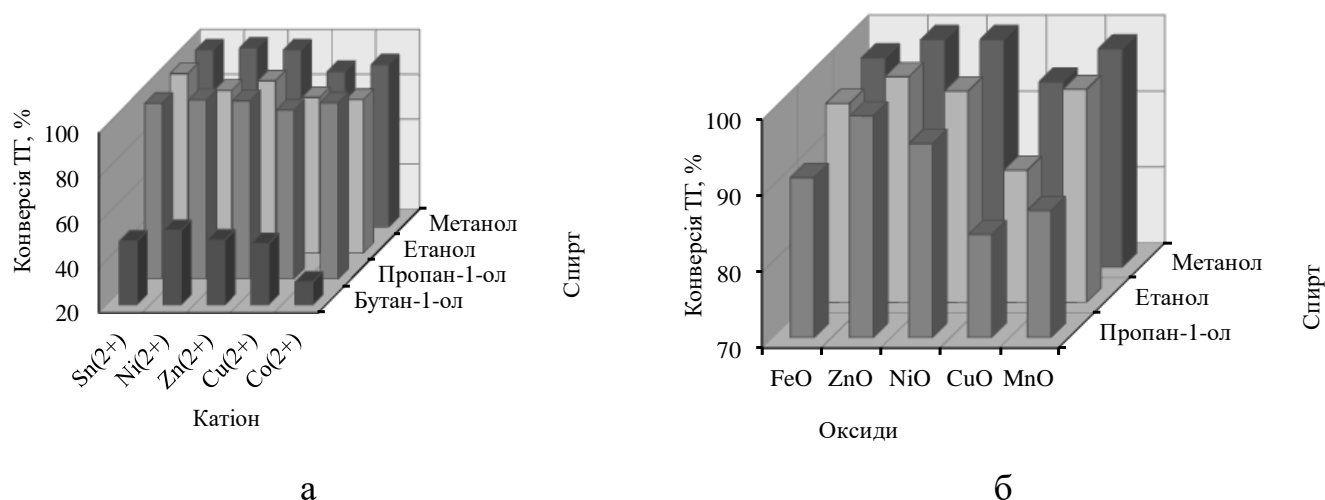 Конверсія ТГ, %
100
80
60
40
20
Sn(2+)
Ni(2+)
Zn(2+)
Cu(2+)
Co(2+)
Катіон
Метанол
Етанол
Пропан-1-ол
Бутан-1-ол
Спирт
а
Конверсія ТГ, %
100
90
80
70
FeO ZnO NiO CuO MnO
Оксиди
Метанол
Етанол
Пропан-1-ол
Спирт
б